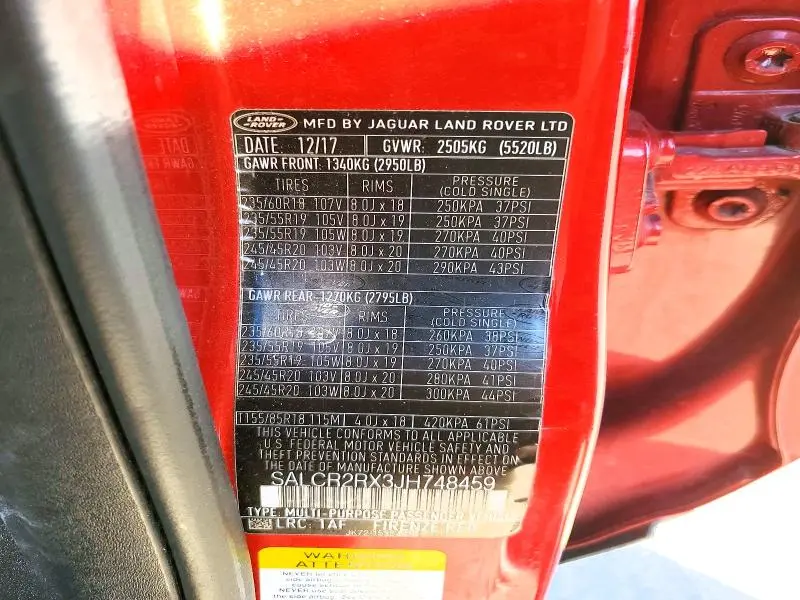 LAND-ROVER MFD BY JAGUAR LAND ROVER LTD
DATE: 12/17 GVWR: 2505KG (5520LB)
GAWR FRONT: 1340KG (2950LB)
TIRES RIMS PRESSURE (COLD SINGLE)
235/60R18 107V 8.0J x 18 250KPA 37PSI
235/55R19 105V 8.0J x 19 250KPA 37PSI
235/55R19 105W 8.0J x 19 270KPA 40PSI
245/45R20 103V 8.0J x 20 270KPA 40PSI
245/45R20 103W 8.0J x 20 290KPA 43PSI
GAWR REAR: 1270KG (2795LB)
TIRES RIMS PRESSURE (COLD SINGLE)
235/60R18 107V 8.0J x 18 260KPA 38PSI
235/55R19 105V 8.0J x 19 250KPA 37PSI
235/55R19 105W 8.0J x 19 270KPA 40PSI
245/45R20 103V 8.0J x 20 280KPA 41PSI
245/45R20 103W 8.0J x 20 300KPA 44PSI
T155/85R18 115M 4.0J x 18 420KPA 61PSI
THIS VEHICLE CONFORMS TO ALL APPLICABLE
U.S FEDERAL MOTOR VEHICLE SAFETY AND
THEFT PREVENTION STANDARDS IN EFFECT ON
THE DATE OF MANUFACTURE SHOWN ABOVE
SALCR2RX3JH748459
TYPE: MULTI-PURPOSE PASSENGER VEHICLE
LRC: 1AF FIRENZE RED